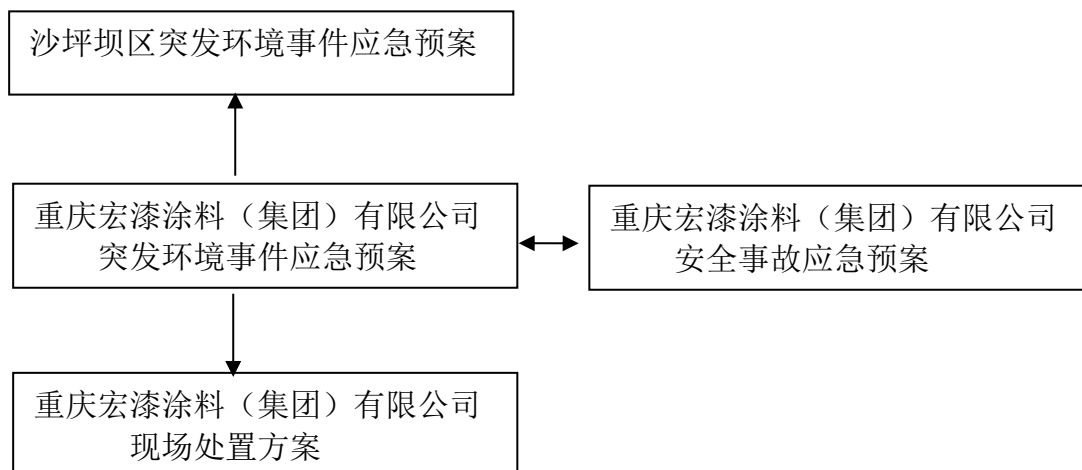 沙坪坝区突发环境事件应急预案
重庆宏漆涂料（集团）有限公司
突发环境事件应急预案
重庆宏漆涂料（集团）有限公司
安全事故应急预案
重庆宏漆涂料（集团）有限公司
现场处置方案